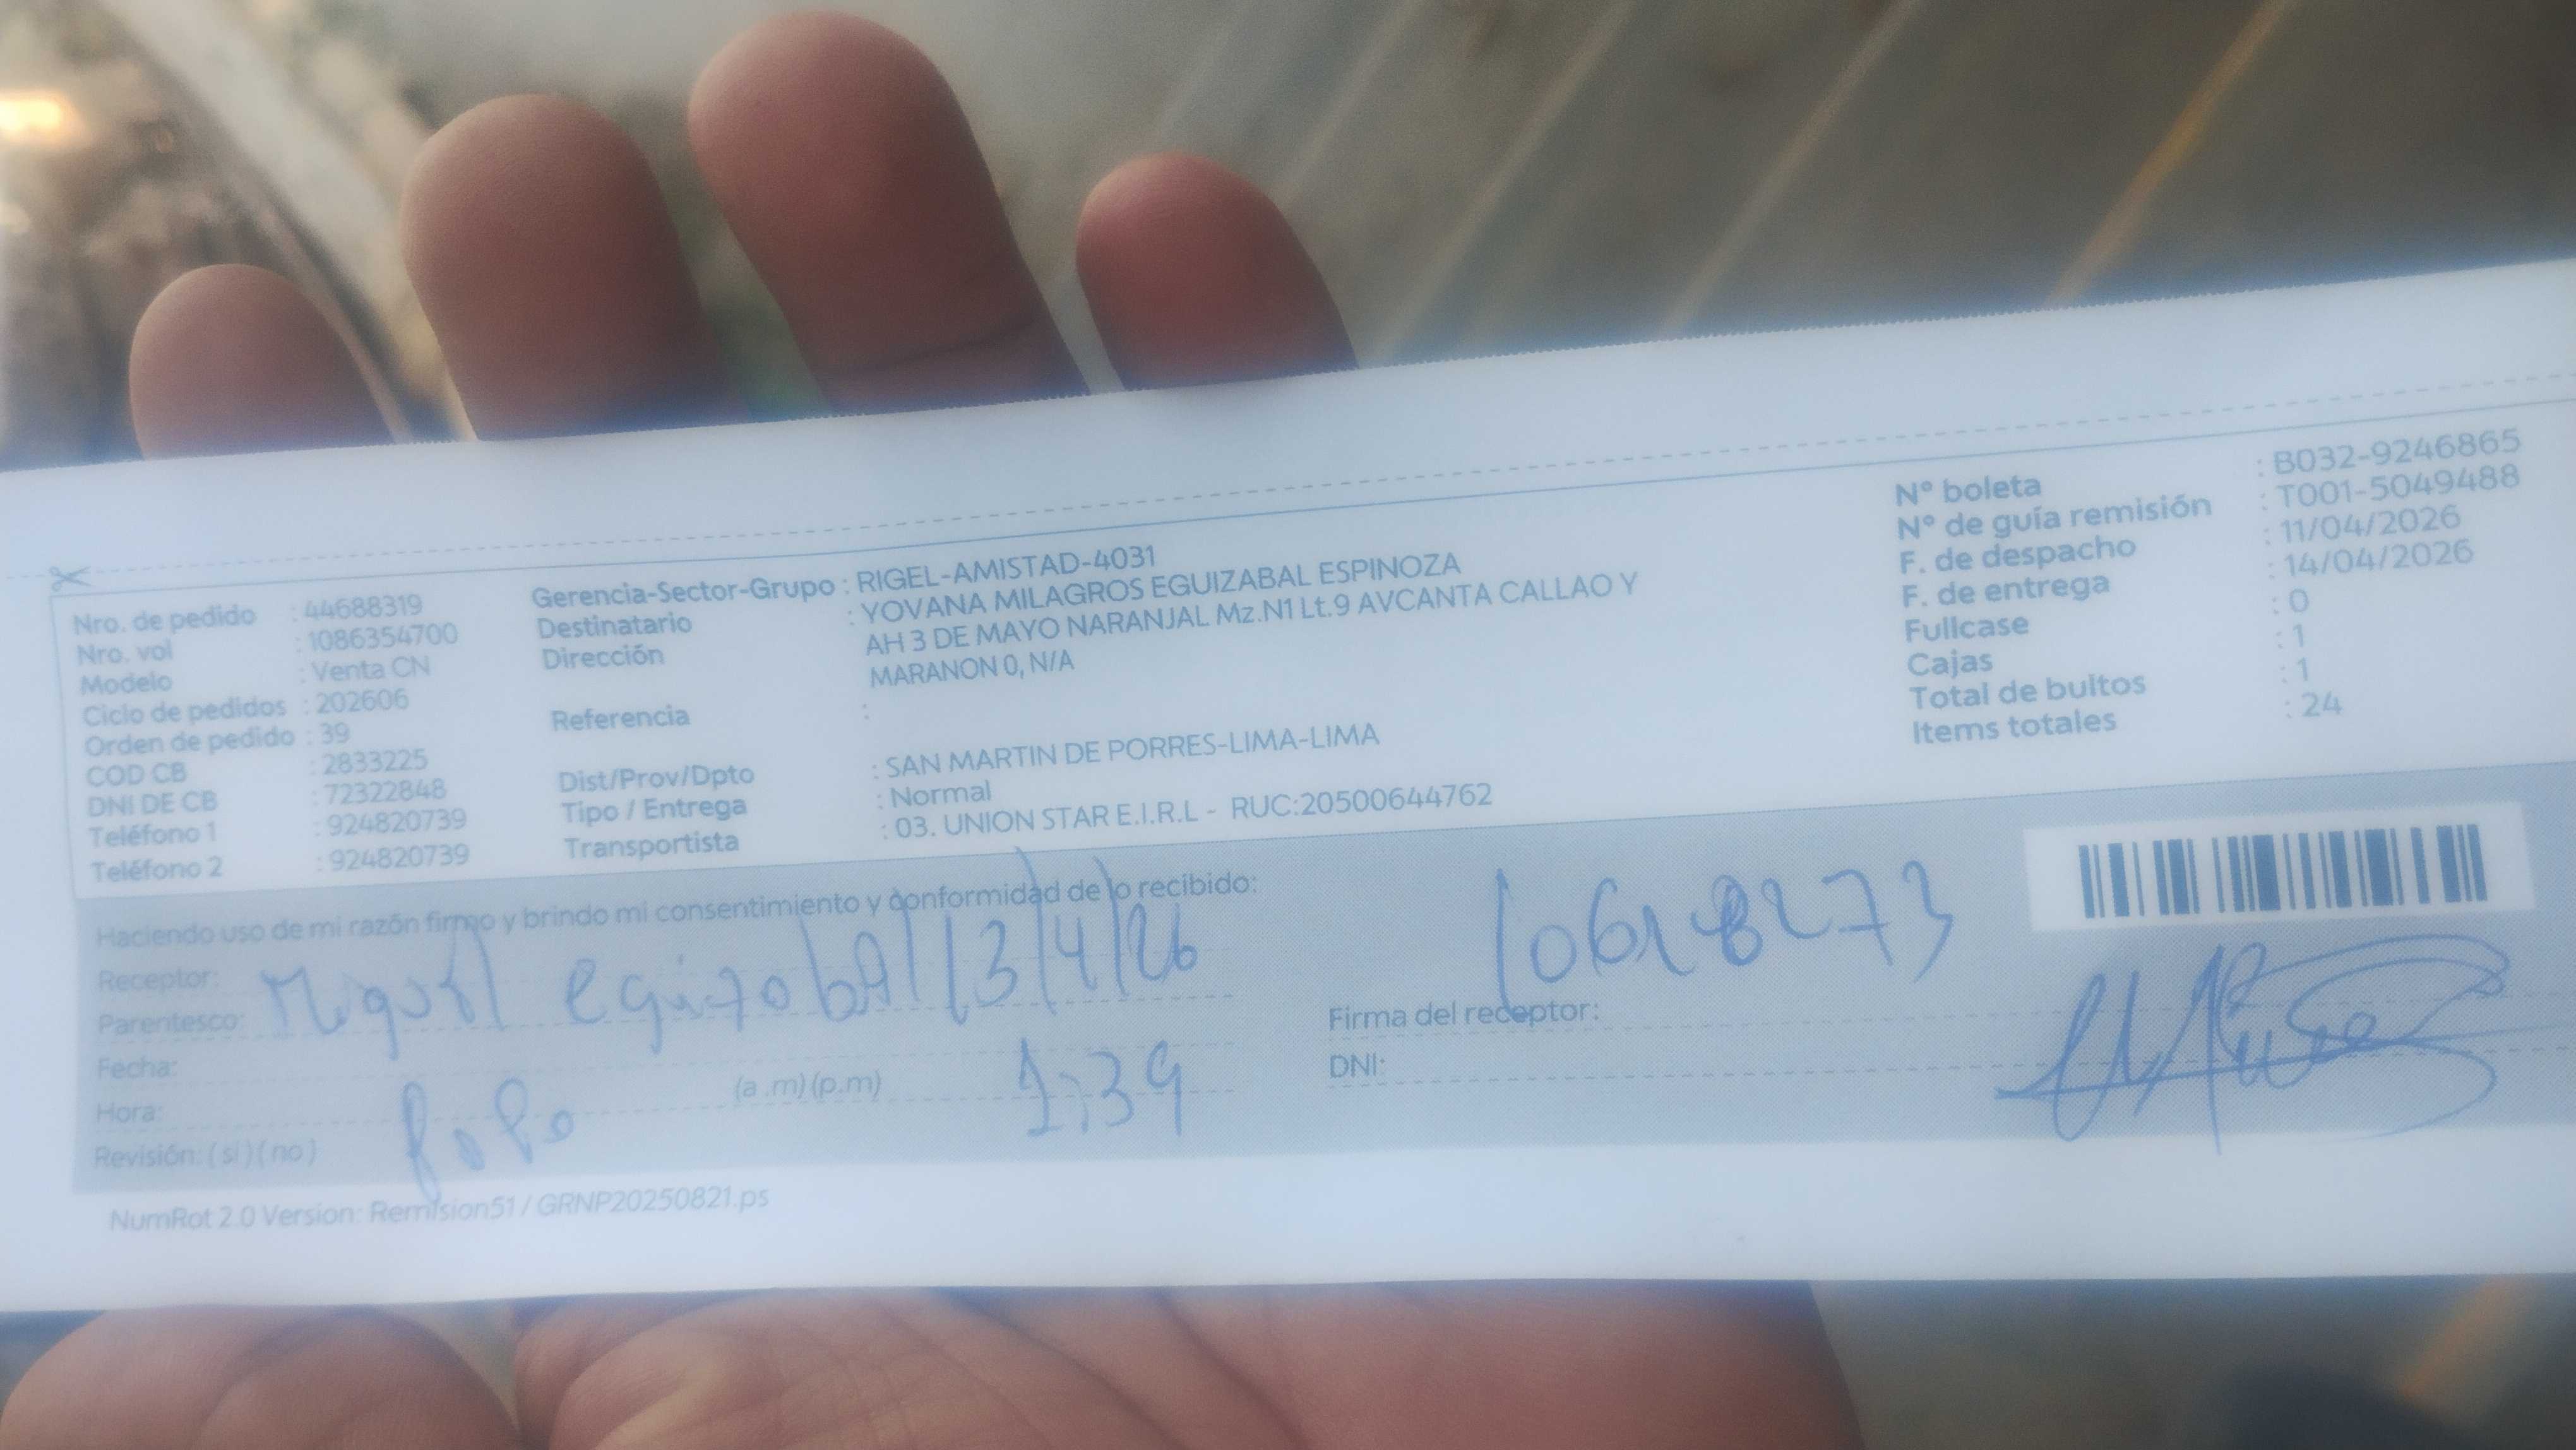 Nro. de pedido : 44688319
Nro. vol : 1086354700
Modelo : Venta CN
Ciclo de pedidos : 202606
Orden de pedido : 39
COD CB : 2833225
DNI DE CB : 72322848
Teléfono 1 : 924820739
Teléfono 2 : 924820739
Gerencia-Sector-Grupo : RIGEL-AMISTAD-4031
Destinatario : YOVANA MILAGROS EGUIZABAL ESPINOZA
Dirección AH 3 DE MAYO NARANJAL Mz.N1 Lt.9 AVCANTA CALLAO Y
MARANON 0, N/A
Referencia :
Dist/Prov/Dpto : SAN MARTIN DE PORRES-LIMA-LIMA
Tipo / Entrega : Normal
Transportista : 03. UNION STAR E.I.R.L - RUC:20500644762
Nº boleta : B032-9246865
Nº de guía remisión : T001-5049488
F. de despacho : 11/04/2026
F. de entrega : 14/04/2026
Fullcase : 0
Cajas : 1
Total de bultos : 1
Items totales : 24
Haciendo uso de mi razón firmo y brindo mi consentimiento y conformidad de lo recibido:
Receptor:
Parentesco: 13/4/26
Fecha:
Hora: (a.m) (p.m) 1:39
Revisión: ( si ) ( no )
Firma del receptor:
DNI:
NumRot 2.0 Version: Remision51 / GRNP20250821.ps